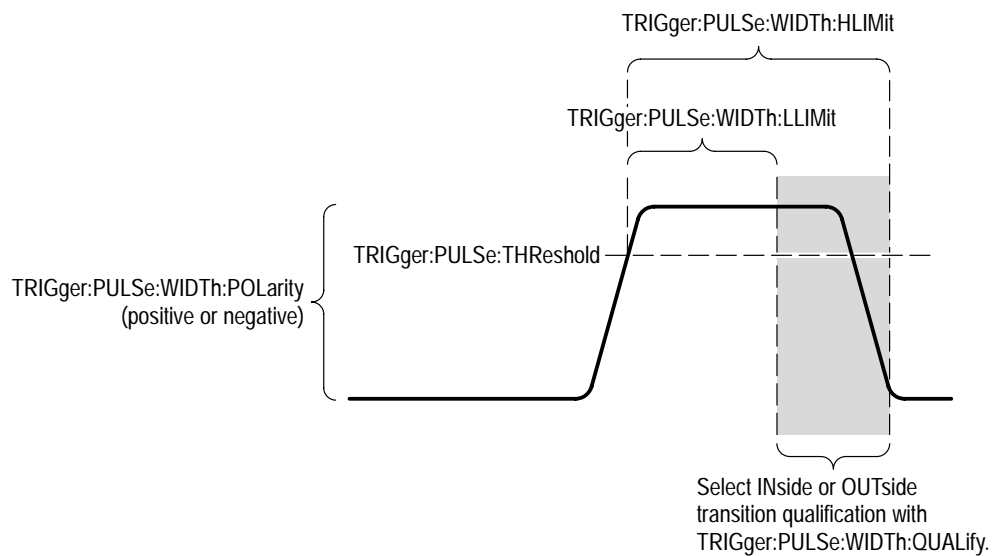 TRIGger:PULSe:WIDTh:HLIMit
TRIGger:PULSe:WIDTh:LLIMit
TRIGger:PULSe:THReshold
TRIGger:PULSe:WIDTh:POLarity
(positive or negative)
Select INside or OUTside
transition qualification with
TRIGger:PULSe:WIDTh:QUALify.